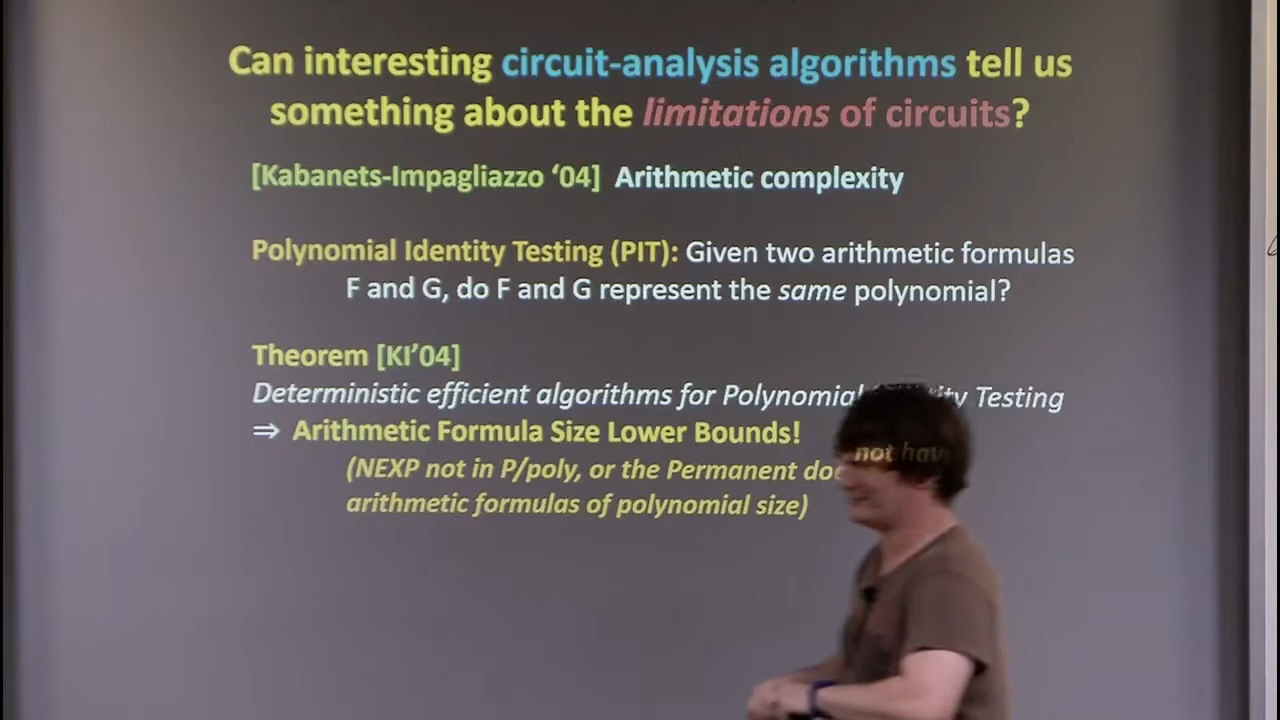 Can interesting circuit-analysis algorithms tell us
something about the limitations of circuits?
[Kabanets-Impagliazzo ‘04] Arithmetic complexity
Polynomial Identity Testing (PIT): Given two arithmetic formulas
F and G, do F and G represent the same polynomial?
Theorem [KI’04]
Deterministic efficient algorithms for Polynomial Testing
⇒ Arithmetic Formula Size Lower Bounds!
(NEXP not in P/poly, or the Permanent not
arithmetic formulas of polynomial size)